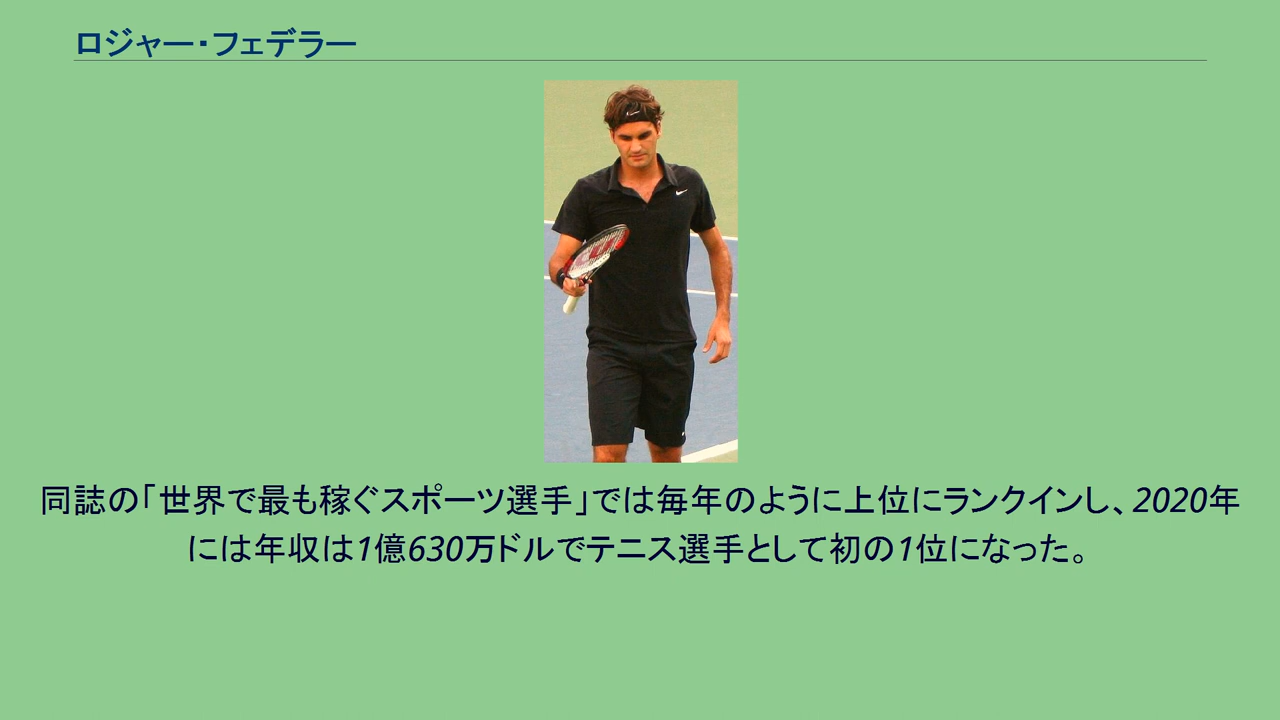 ロジャー・フェデラー
同誌の「世界で最も稼ぐスポーツ選手」では毎年のように上位にランクインし、2020年
には年収は1億630万ドルでテニス選手として初の1位になった。